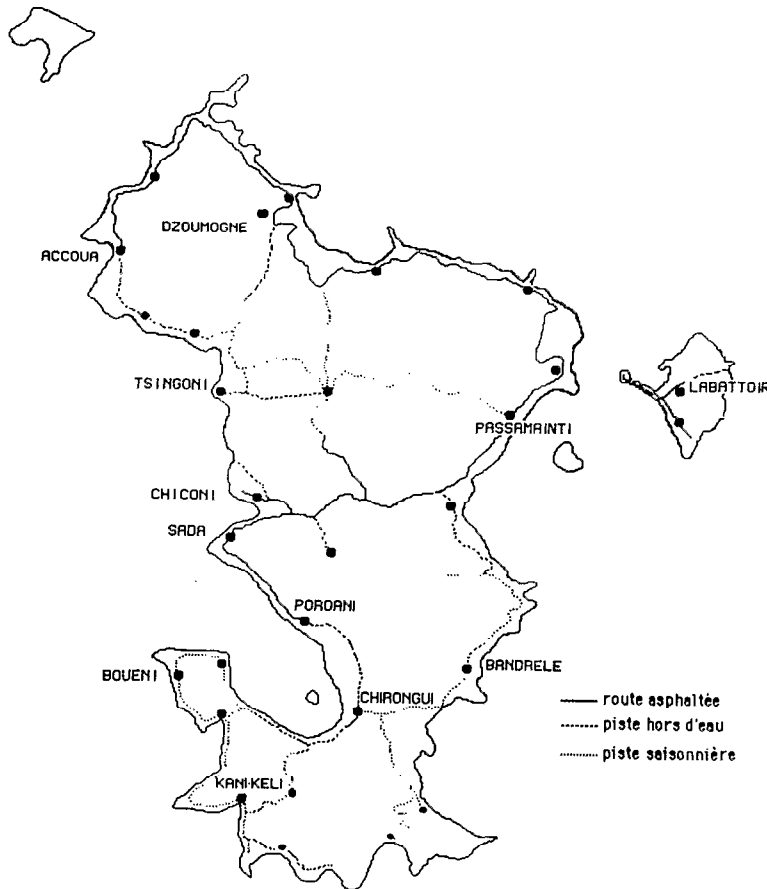 DZOUMOGNE
ACCOUA
TSINGONI
LABATTOIR
PASSAMAINTI
CHICONI
SADA
POROANI
BOUENI
BANDRELE
CHIRONGUI
route asphaltée
piste hors d'eau
piste saisonnière
KANI-KELI